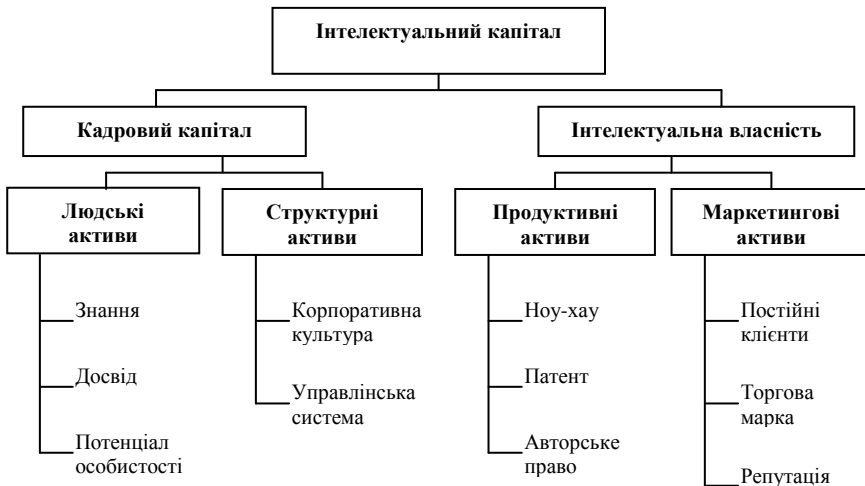 Інтелектуальний капітал
Кадровий капітал
Інтелектуальна власність
Людські
активи
Структурні
активи
Продуктивні
активи
Маркетингові
активи
Знання
Досвід
Потенціал
особистості
Корпоративна
культура
Управлінська
система
Ноу-хау
Патент
Авторське
право
Постійні
клієнти
Торгова
марка
Репутація